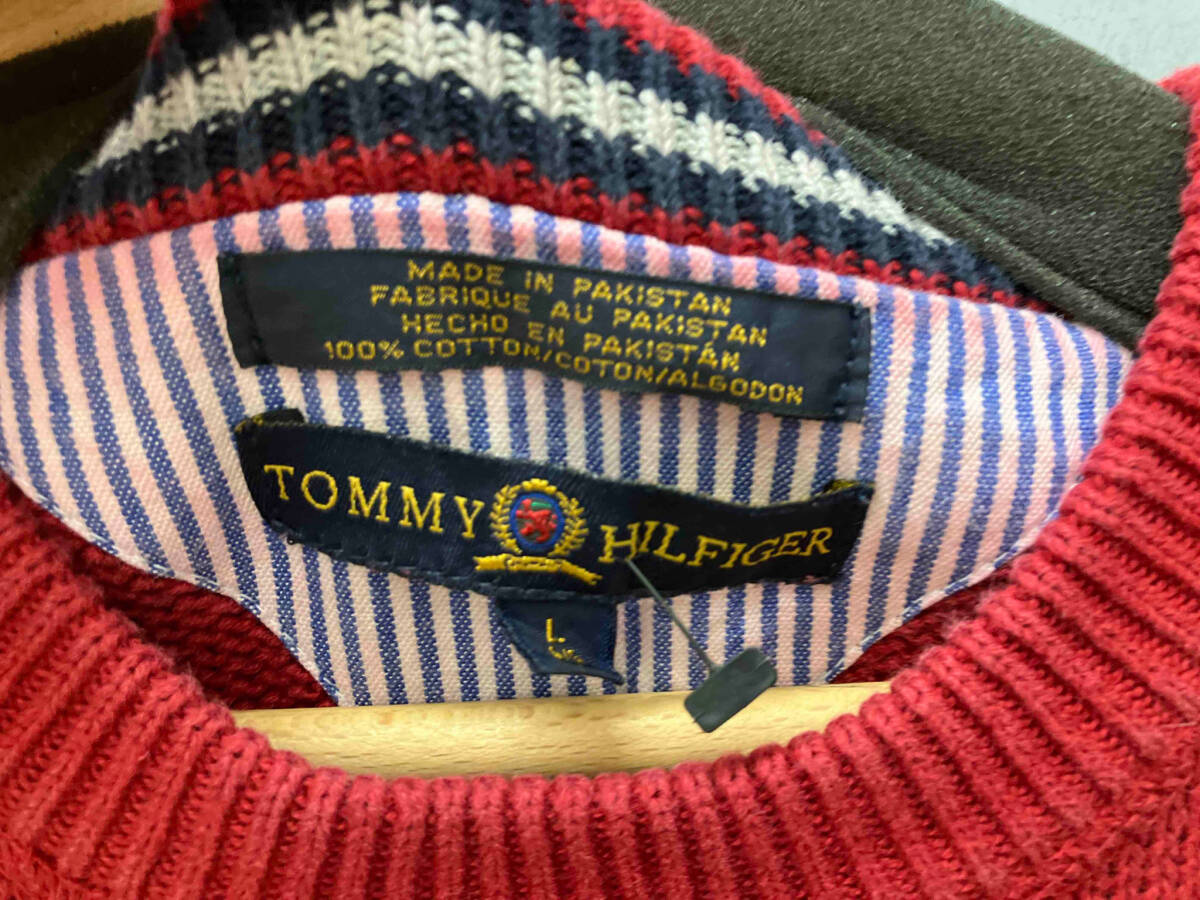 MADE IN PAKISTAN
FABRIQUE AU PAKISTAN
HECHO EN PAKISTÁN
100% COTTON/COTON/ALGODON
TOMMY HILFIGER
L